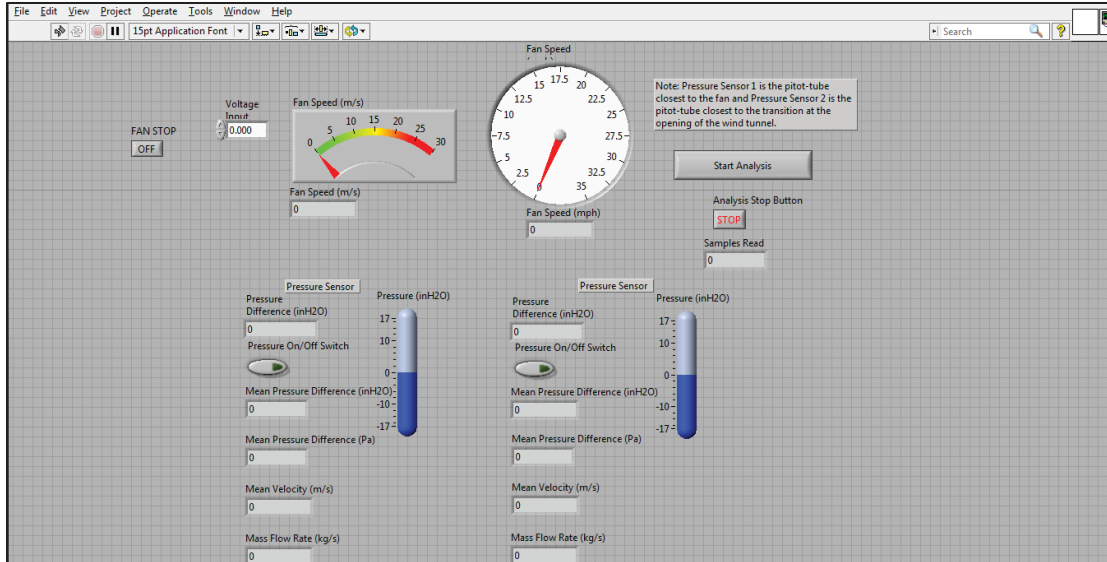 File Edit View Project Operate Tools Window Help
15pt Application Font
Search
?
Fan Speed
Voltage
Input
0.000
FAN STOP
OFF
Fan Speed (m/s)
0 5 10 15 20 25 30
Fan Speed (m/s)
0
0 2.5 5 7.5 10 12.5 15 17.5 20 22.5 25 27.5 30 32.5 35
Fan Speed (mph)
0
Note: Pressure Sensor 1 is the pitot-tube
closest to the fan and Pressure Sensor 2 is the
pitot-tube closest to the transition at the
opening of the wind tunnel.
Start Analysis
Analysis Stop Button
STOP
Samples Read
0
Pressure Sensor
Pressure
Difference (inH2O)
0
Pressure On/Off Switch
Mean Pressure Difference (inH2O)
0
Mean Pressure Difference (Pa)
0
Mean Velocity (m/s)
0
Mass Flow Rate (kg/s)
0
Pressure (inH2O)
17
10
0
-10
-17
Pressure Sensor
Pressure
Difference (inH2O)
0
Pressure On/Off Switch
Mean Pressure Difference (inH2O)
0
Mean Pressure Difference (Pa)
0
Mean Velocity (m/s)
0
Mass Flow Rate (kg/s)
0
Pressure (inH2O)
17
10
0
-10
-17